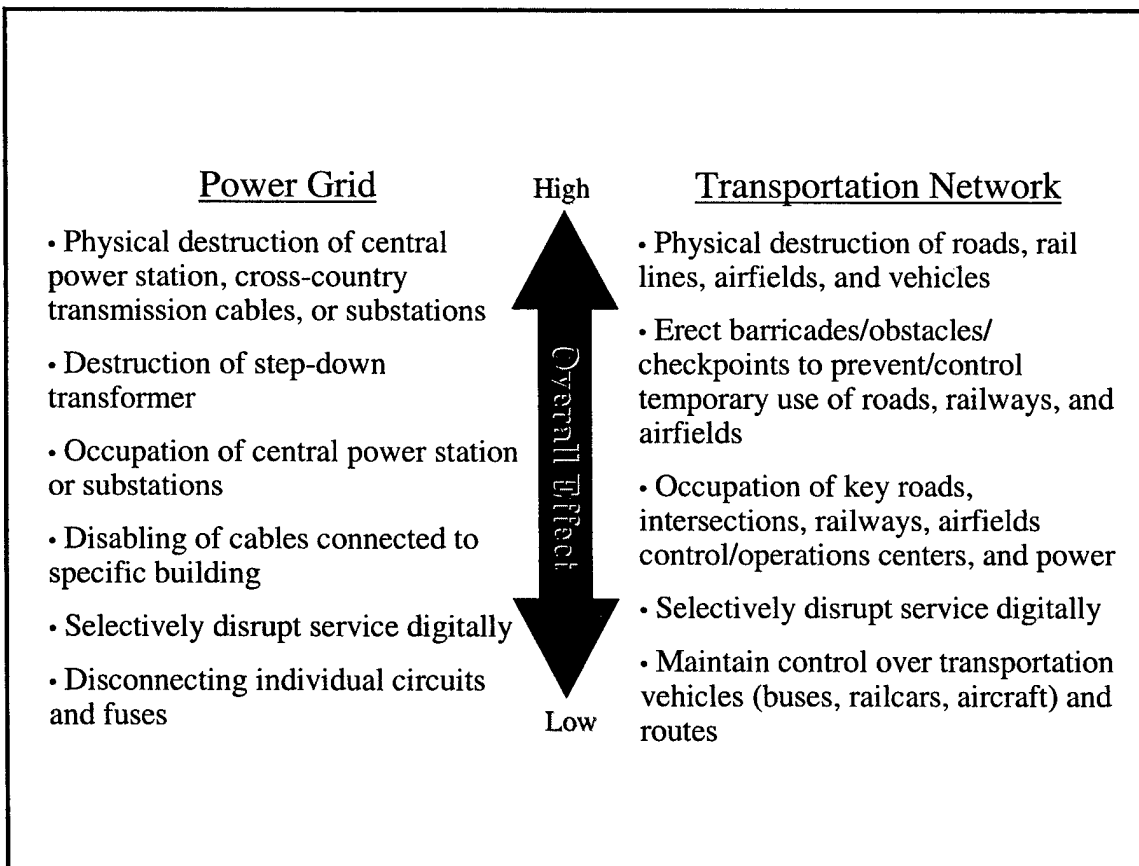 Power Grid
• Physical destruction of central
power station, cross-country
transmission cables, or substations
• Destruction of step-down
transformer
• Occupation of central power station
or substations
• Disabling of cables connected to
specific building
• Selectively disrupt service digitally
• Disconnecting individual circuits
and fuses
High
Overall Effect
Low
Transportation Network
• Physical destruction of roads, rail
lines, airfields, and vehicles
• Erect barricades/obstacles/
checkpoints to prevent/control
temporary use of roads, railways, and
airfields
• Occupation of key roads,
intersections, railways, airfields
control/operations centers, and power
• Selectively disrupt service digitally
• Maintain control over transportation
vehicles (buses, railcars, aircraft) and
routes